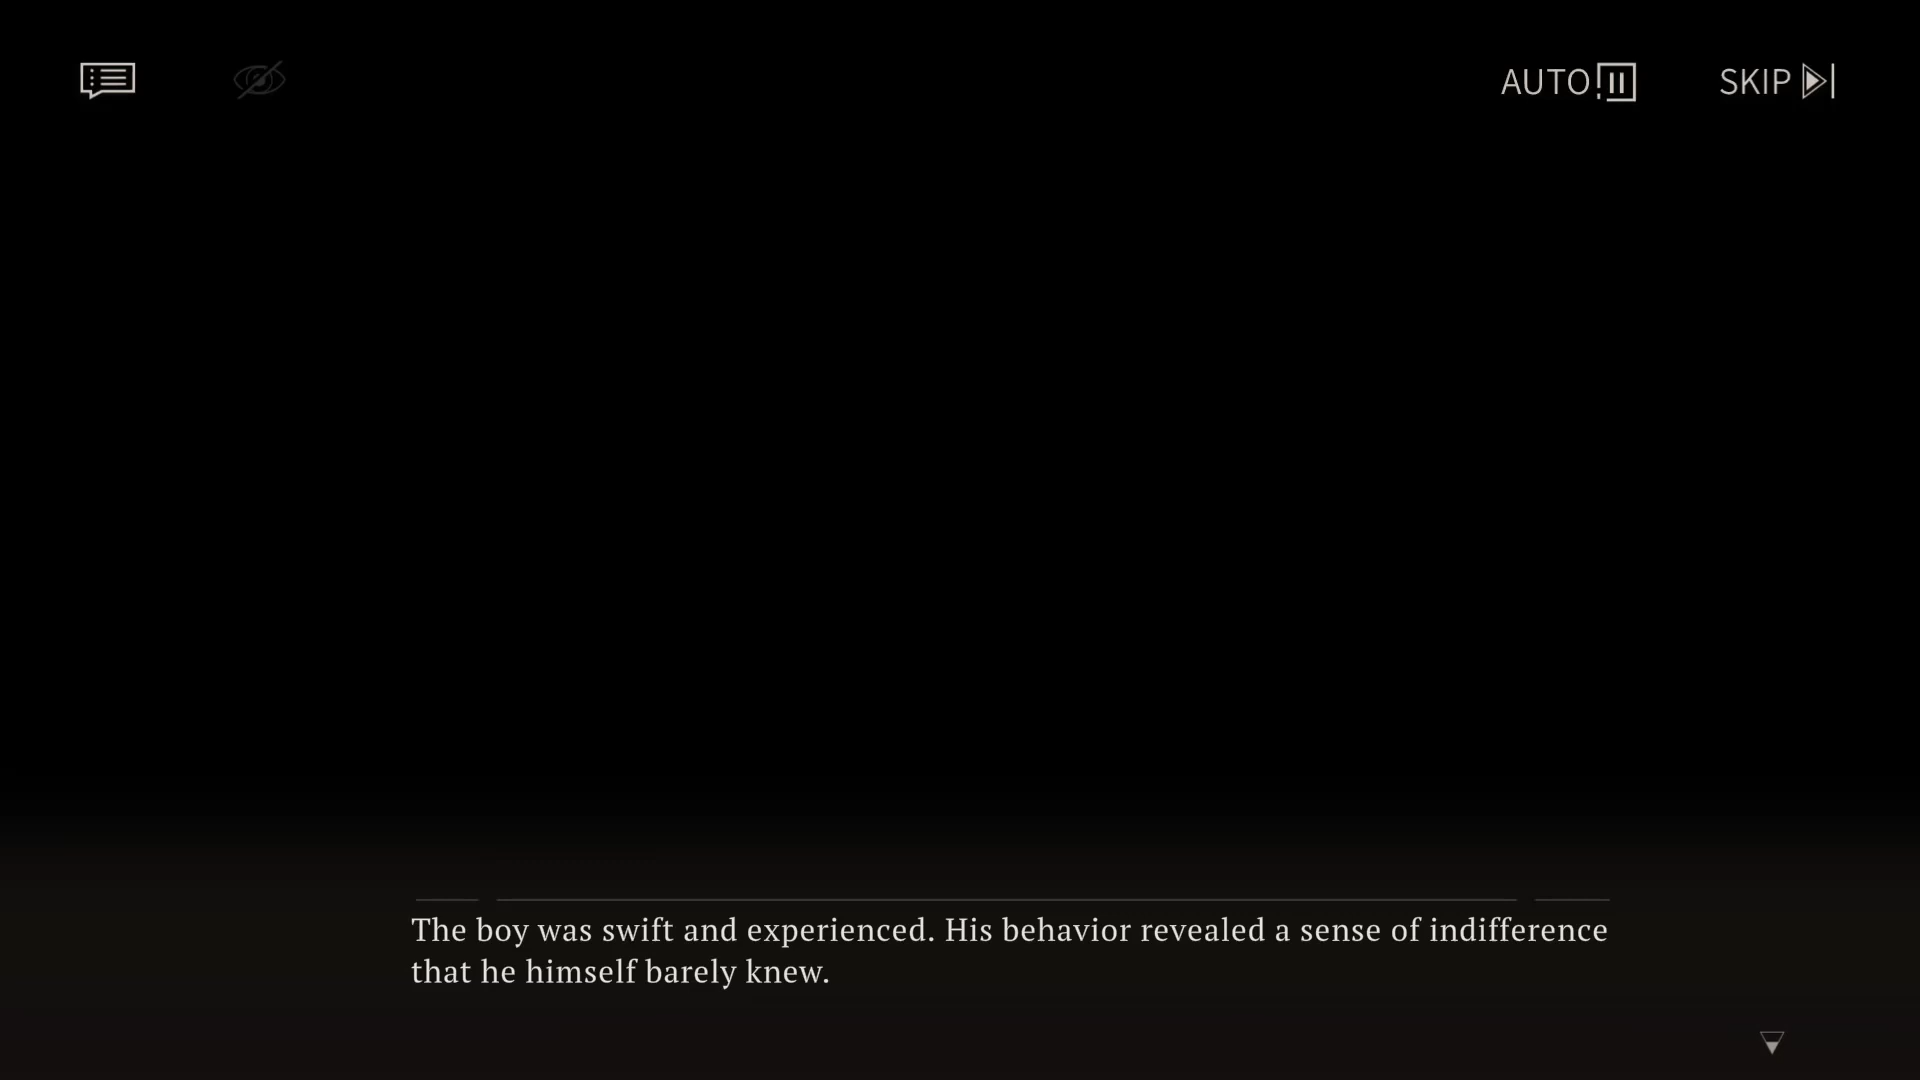 AUTO
SKIP
The boy was swift and experienced. His behavior revealed a sense of indifference
that he himself barely knew.